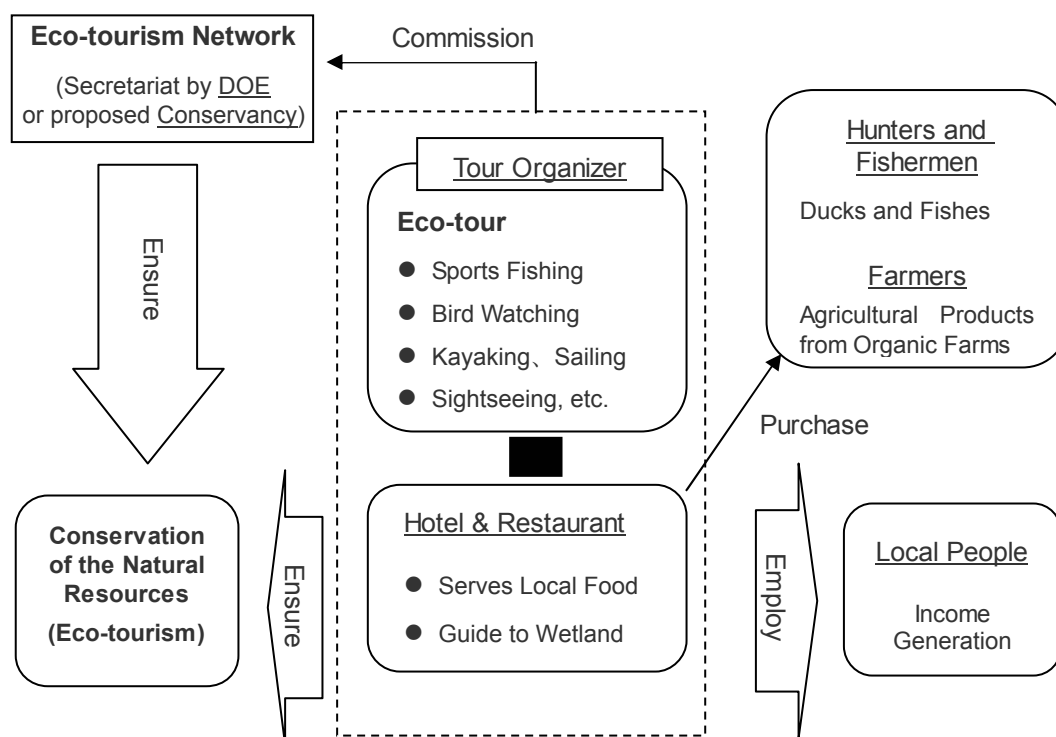 Eco-tourism Network
(Secretariat by DOE
or proposed Conservancy)
Commission
Ensure
Tour Organizer
Eco-tour
● Sports Fishing
● Bird Watching
● Kayaking、Sailing
● Sightseeing, etc.
Hunters and
Fishermen
Ducks and Fishes
Farmers
Agricultural Products
from Organic Farms
Purchase
Conservation
of the Natural
Resources
(Eco-tourism)
Ensure
Hotel & Restaurant
● Serves Local Food
● Guide to Wetland
Employ
Local People
Income
Generation